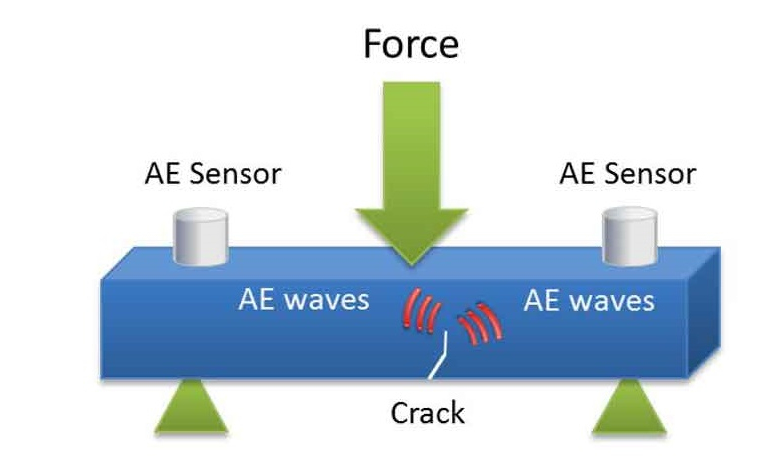 Force
AE Sensor
AE Sensor
AE waves
AE waves
Crack